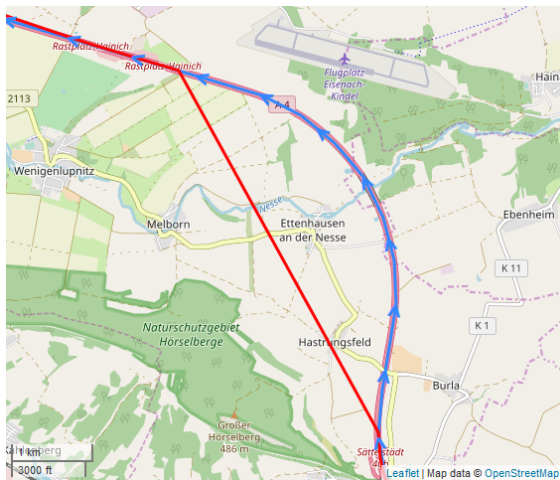 Rastplatz Hainich
Rastplatz Hainich
Flugplatz
Eisenach
Kindel
Hain
2113
A 4
Wenigenlupnitz
Nesse
Melborn
Ettenhausen
an der Nesse
Ebenheim
K 11
Naturschutzgebiet
Hörselberge
K 1
Hastrungsfeld
Burla
Großer
Hörselberg
486 m
Sättelstädt
1 km
3000 ft
Leaflet | Map data © OpenStreetMap